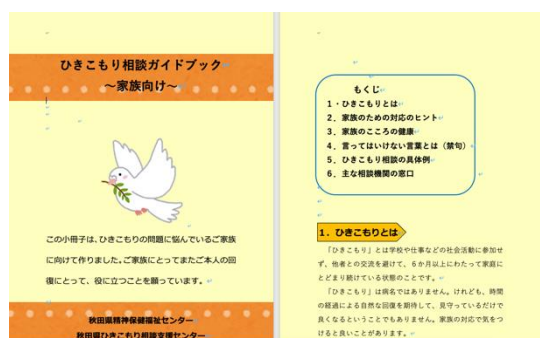 ひきこもり相談ガイドブック
～家族向け～
この小冊子は、ひきこもりの問題に悩んでいるご家族
に向けて作りました。ご家族にとってまたご本人の回
復にとって、役に立つことを願っています。
秋田県精神保健福祉センター
秋田県ひきこもり相談支援センター
もくじ
1・ひきこもりとは
2．家族のための対応のヒント
3．家族のこころの健康
4．言ってはいけない言葉とは（禁句）
5．ひきこもり相談の具体例
6．主な相談機関の窓口
1．ひきこもりとは
「ひきこもり」とは学校や仕事などの社会活動に参加せ
ず、他者との交流を避けて、６か月以上にわたって家庭に
とどまり続けている状態のことです。
「ひきこもり」は病名ではありません。けれども、時間
の経過による自然な回復を期待して、見守っているだけで
良くなるということでもありません。家族の対応で気をつ
けると良いことがあります。